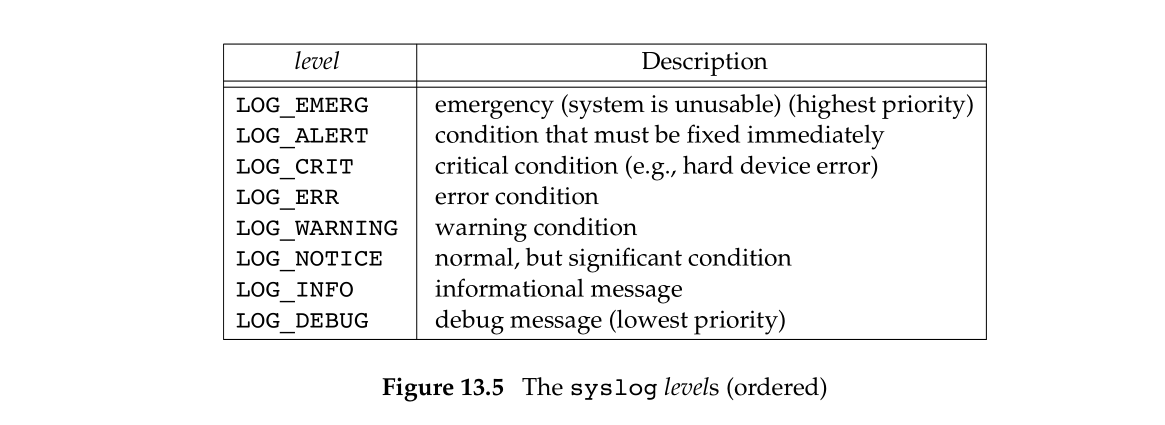 level Description
LOG_EMERG emergency (system is unusable) (highest priority)
LOG_ALERT condition that must be fixed immediately
LOG_CRIT critical condition (e.g., hard device error)
LOG_ERR error condition
LOG_WARNING warning condition
LOG_NOTICE normal, but significant condition
LOG_INFO informational message
LOG_DEBUG debug message (lowest priority)
Figure 13.5 The syslog levels (ordered)